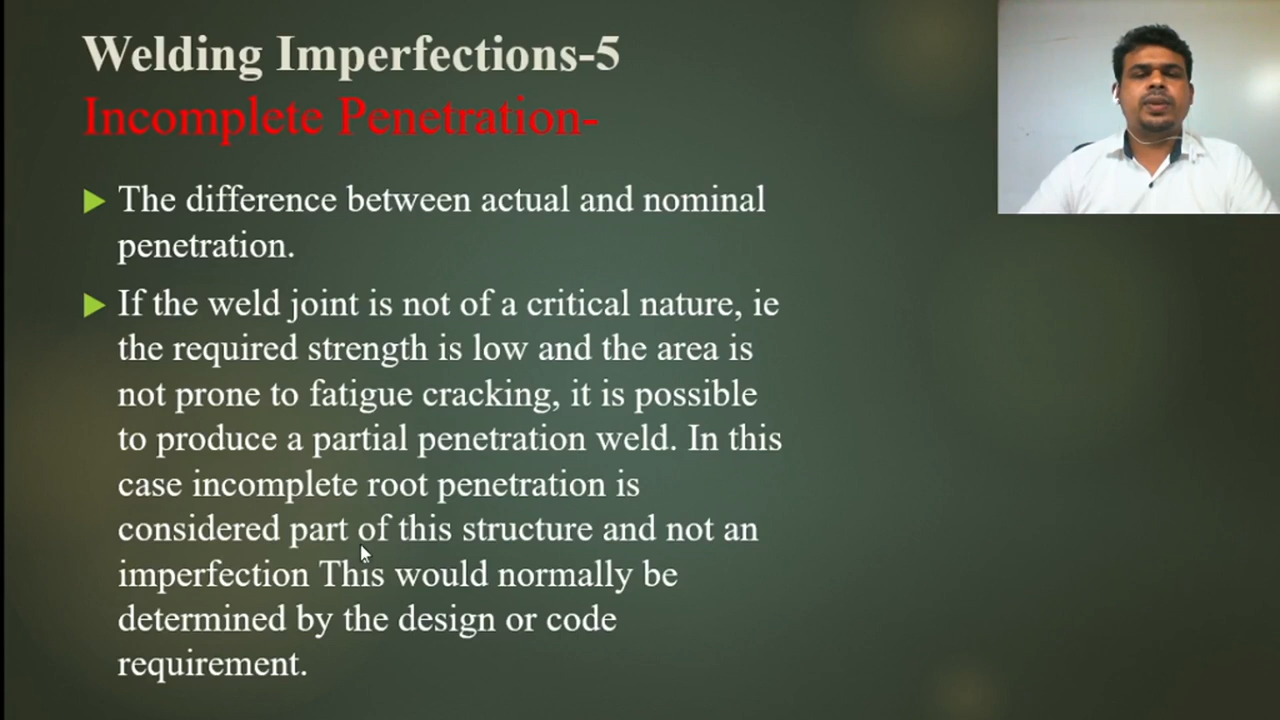 Welding Imperfections-5
Incomplete Penetration-
The difference between actual and nominal
penetration.
If the weld joint is not of a critical nature, ie
the required strength is low and the area is
not prone to fatigue cracking, it is possible
to produce a partial penetration weld. In this
case incomplete root penetration is
considered part of this structure and not an
imperfection This would normally be
determined by the design or code
requirement.